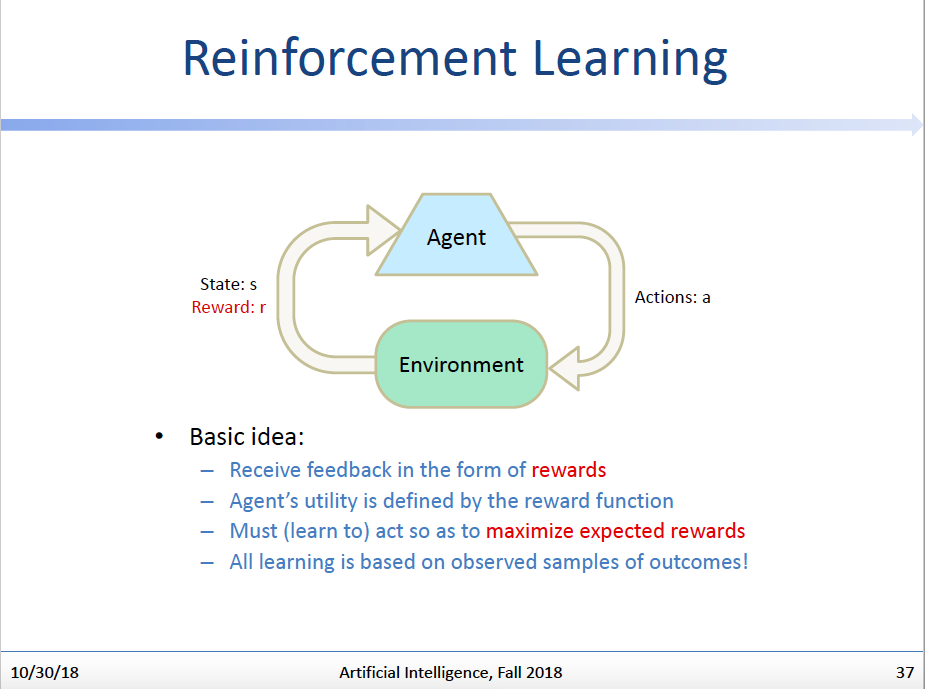 Reinforcement Learning
Agent
State: s
Reward: r
Actions: a
Environment
• Basic idea:
– Receive feedback in the form of rewards
– Agent’s utility is defined by the reward function
– Must (learn to) act so as to maximize expected rewards
– All learning is based on observed samples of outcomes!
10/30/18
Artificial Intelligence, Fall 2018
37